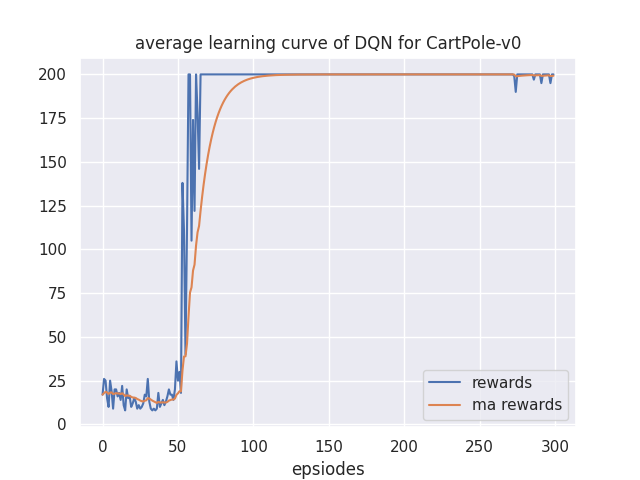 average learning curve of DQN for CartPole-v0
200
175
150
125
100
75
50
25
0
rewards
ma rewards
0 50 100 150 200 250 300
epsiodes